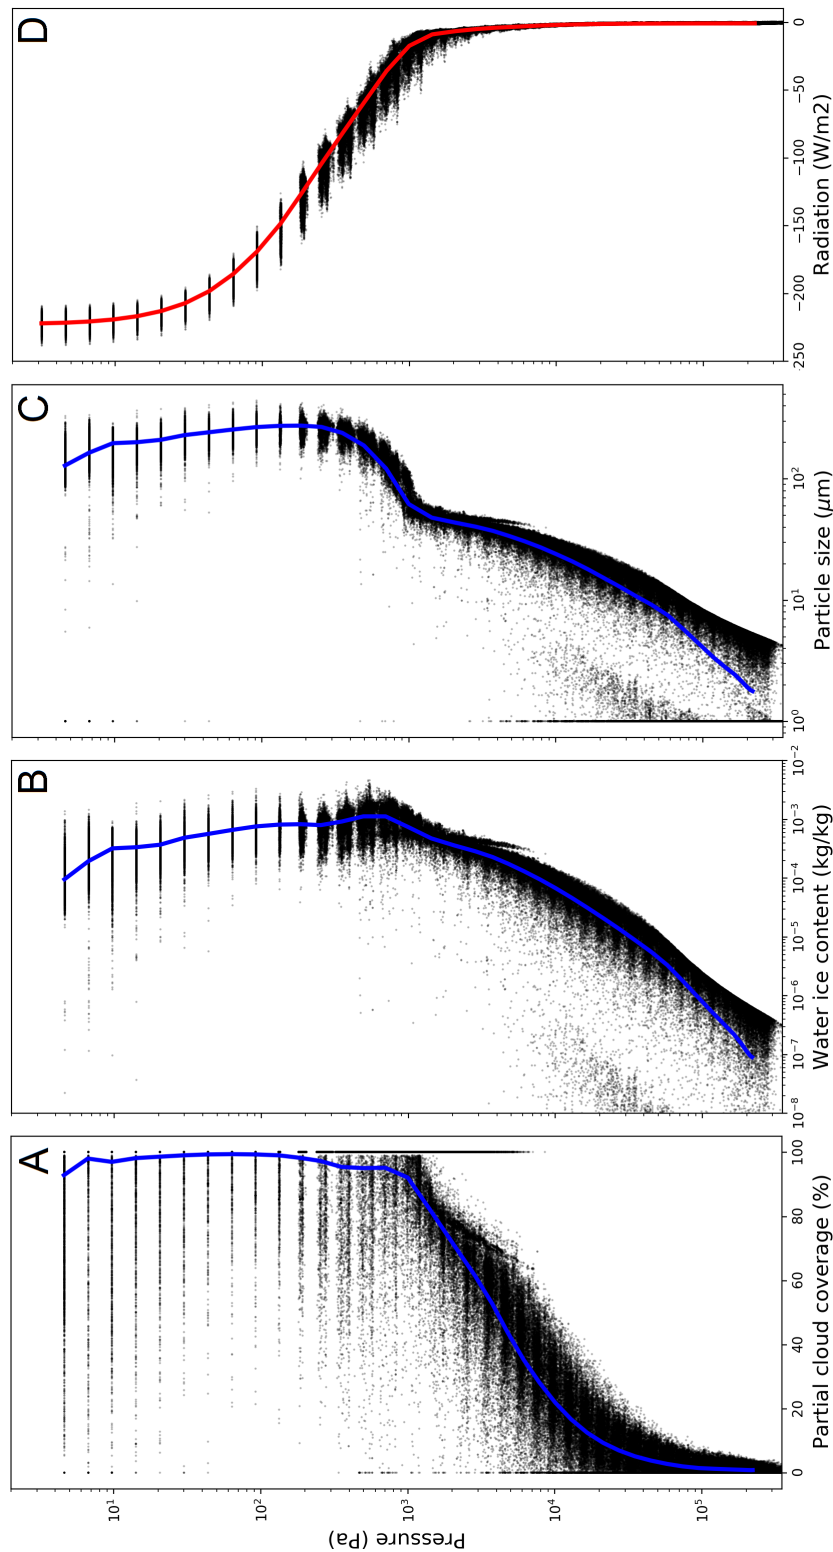 A
B
C
D
10¹
10²
10³
10⁴
10⁵
Pressure (Pa)
0 20 40 60 80 100
Partial cloud coverage (%)
10⁻⁸ 10⁻⁷ 10⁻⁶ 10⁻⁵ 10⁻⁴ 10⁻³ 10⁻²
Water ice content (kg/kg)
10⁰ 10¹ 10²
Particle size (μm)
−250 −200 −150 −100 −50 0
Radiation (W/m2)